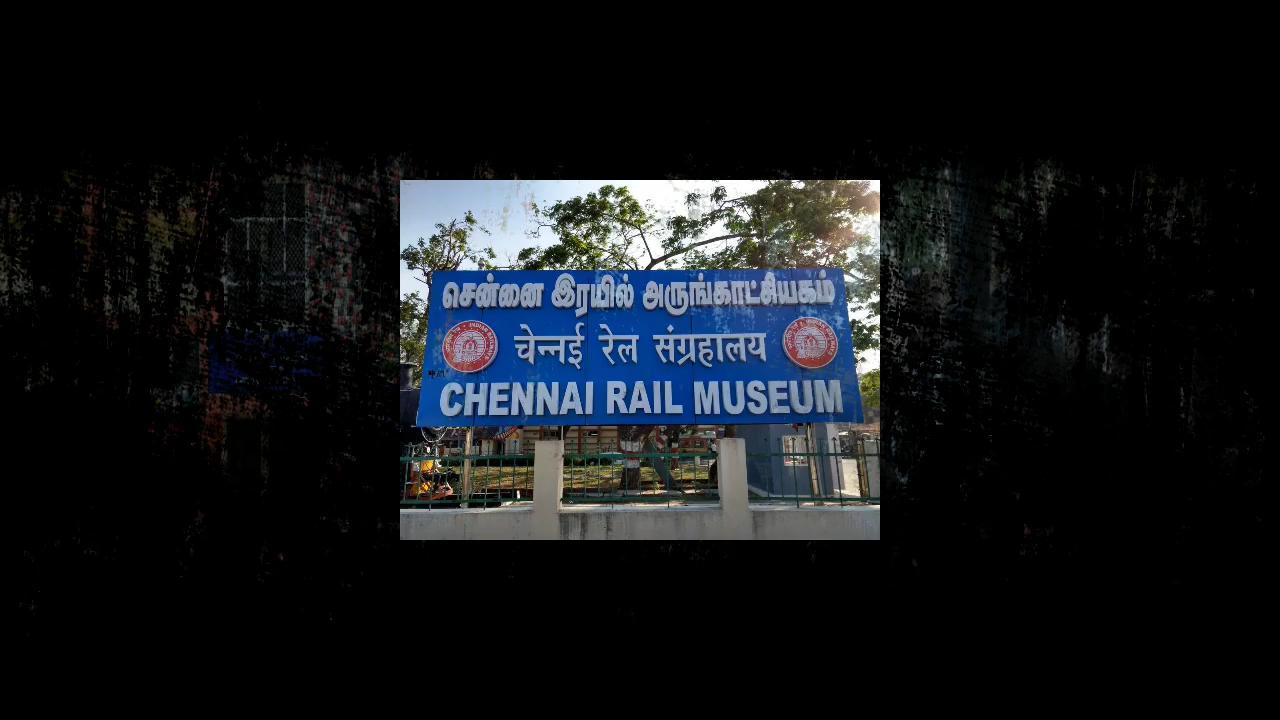 சென்னை இரயில் அருங்காட்சியகம்
चेन्नई रेल संग्रहालय
CHENNAI RAIL MUSEUM